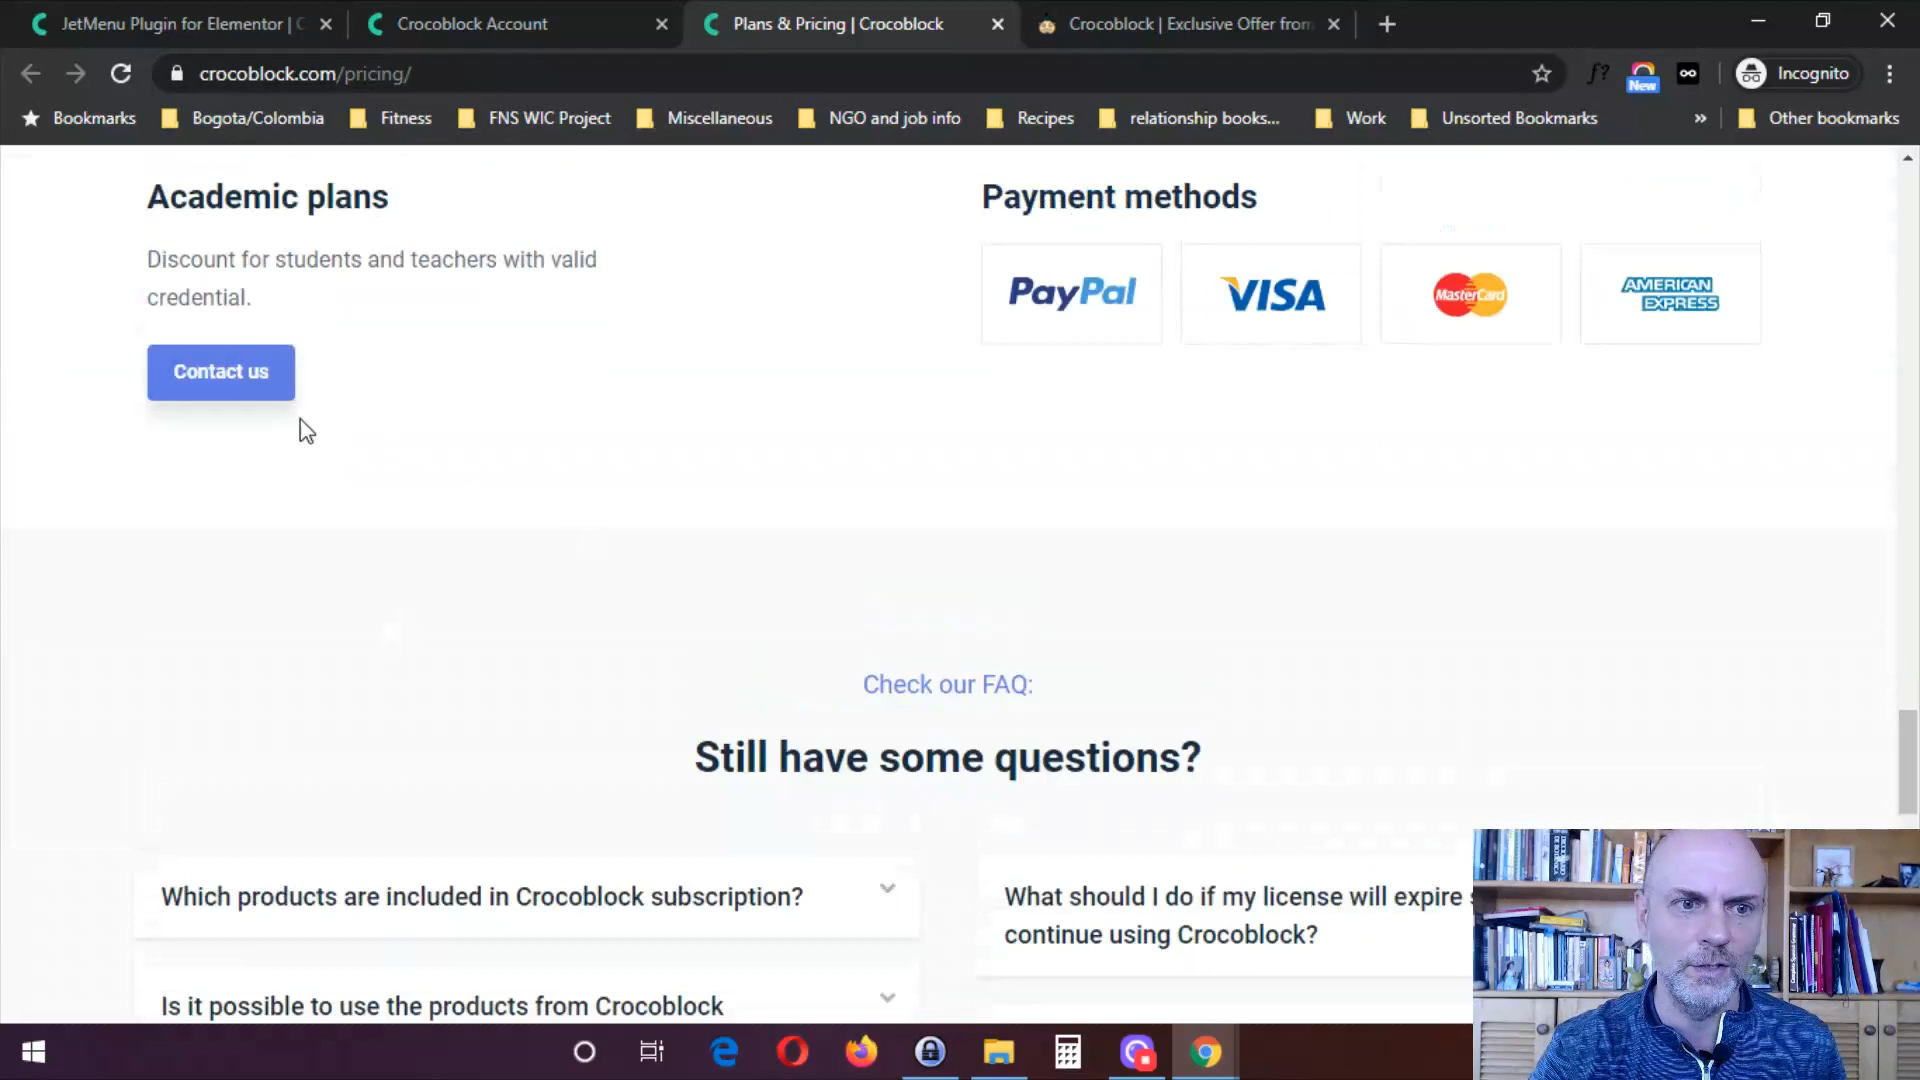 JetMenu Plugin for Elementor | C
Crocoblock Account
Plans & Pricing | Crocoblock
Crocoblock | Exclusive Offer from
crocoblock.com/pricing/
f?
New
Incognito
Bookmarks
Bogota/Colombia
Fitness
FNS WIC Project
Miscellaneous
NGO and job info
Recipes
relationship books...
Work
Unsorted Bookmarks
»
Other bookmarks
Academic plans
Discount for students and teachers with valid
credential.
Contact us
Payment methods
PayPal
VISA
MasterCard
AMERICAN
EXPRESS
Check our FAQ:
Still have some questions?
Which products are included in Crocoblock subscription?
What should I do if my license will expire
continue using Crocoblock?
Is it possible to use the products from Crocoblock